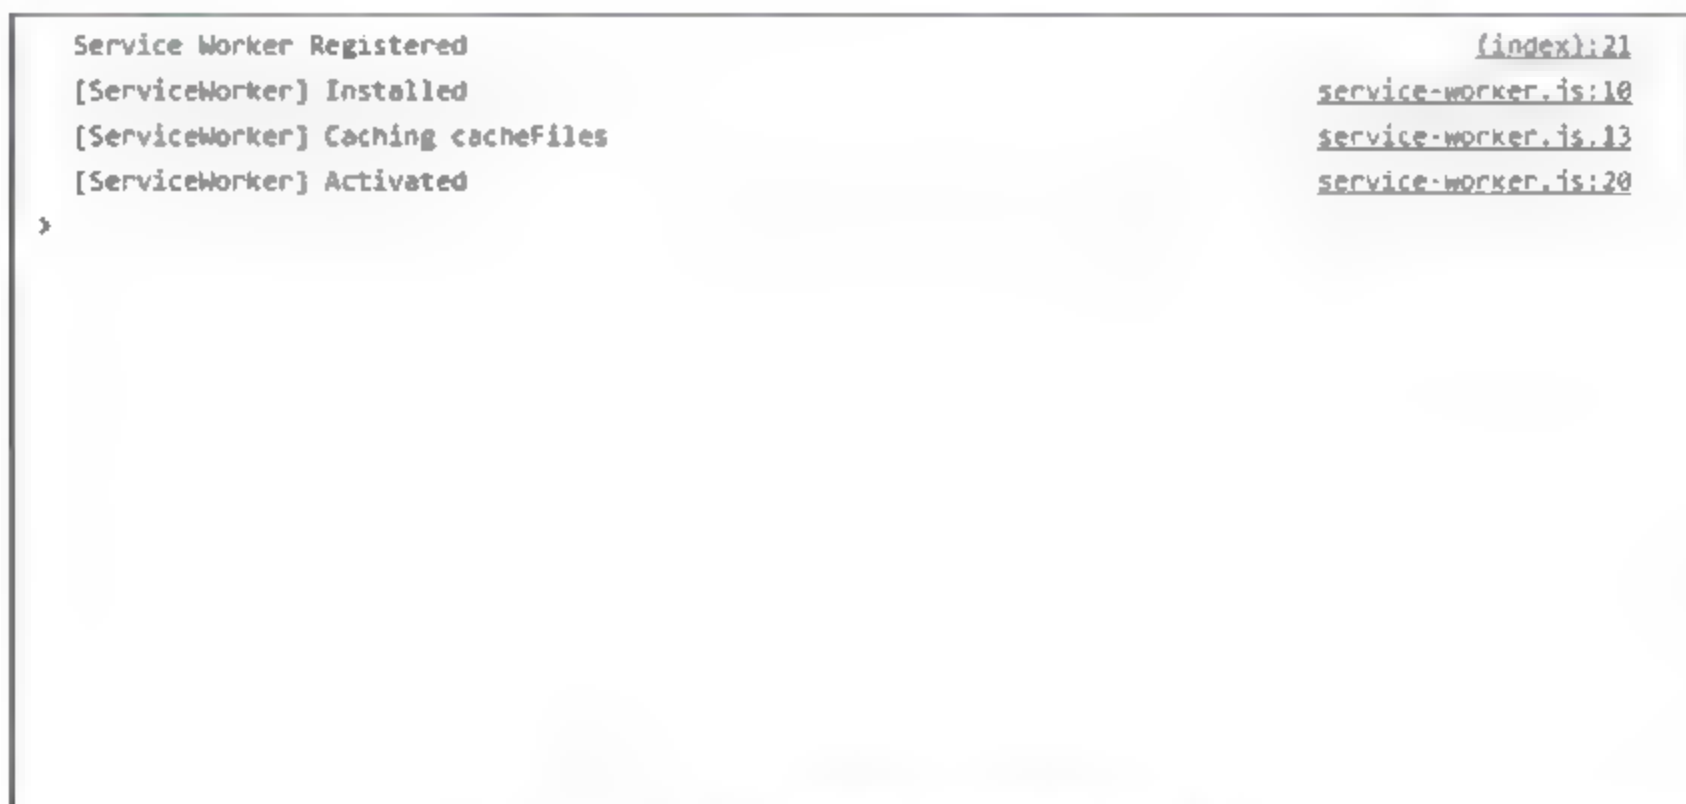 Service Worker Registered (index):21
[ServiceWorker] Installed service-worker.js:10
[ServiceWorker] Caching cacheFiles service-worker.js:13
[ServiceWorker] Activated service-worker.js:20
>